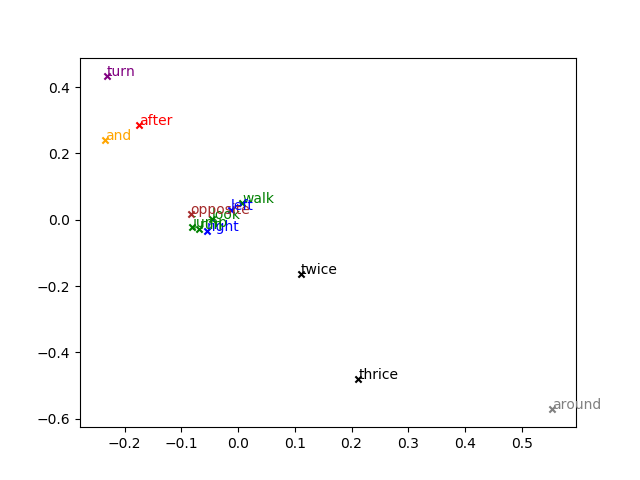 turn
after
and
0.4
0.2
0.0
−0.2
−0.4
−0.6
walk
left
opposite
look
jump
right
twice
thrice
around
−0.2
−0.1
0.0
0.1
0.2
0.3
0.4
0.5